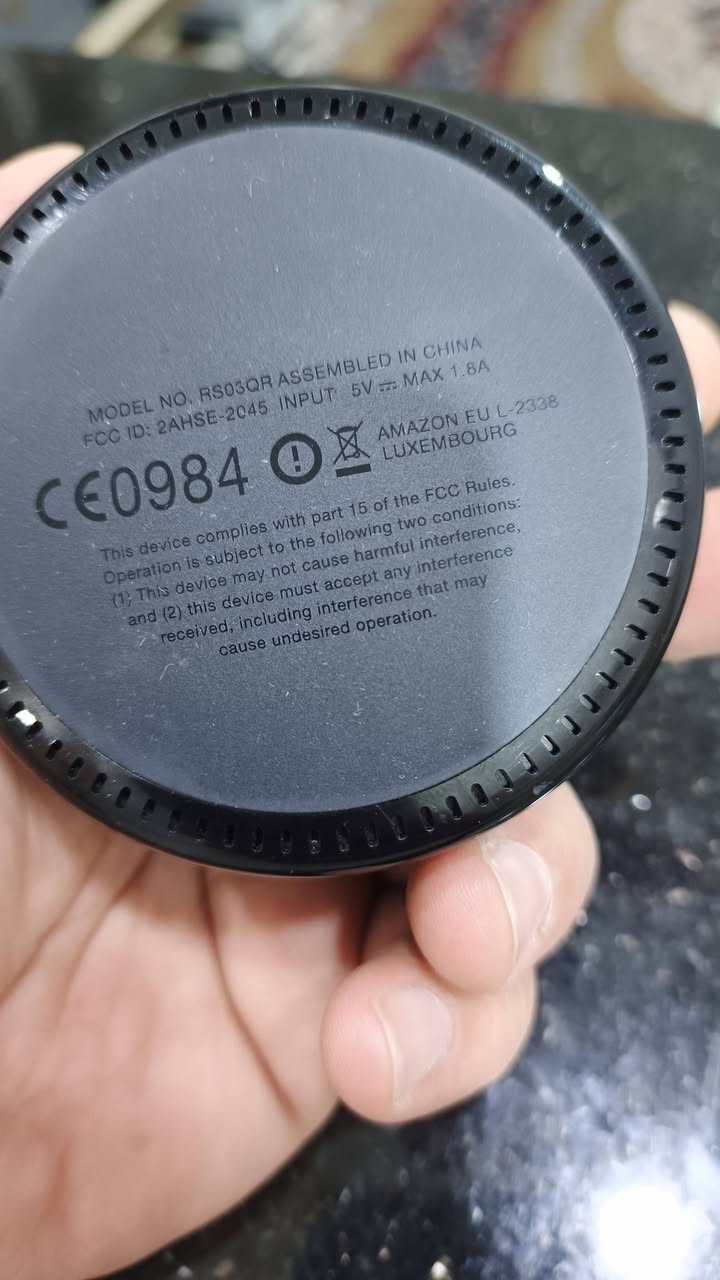 MODEL NO. RS03QR ASSEMBLED IN CHINA
FCC ID: 2AHSE-2045 INPUT: 5V⎓ MAX 1.8A
CE0984
AMAZON EU L-2338
LUXEMBOURG
This device complies with part 15 of the FCC Rules.
Operation is subject to the following two conditions:
(1) This device may not cause harmful interference,
and (2) this device must accept any interference
received, including interference that may
cause undesired operation.